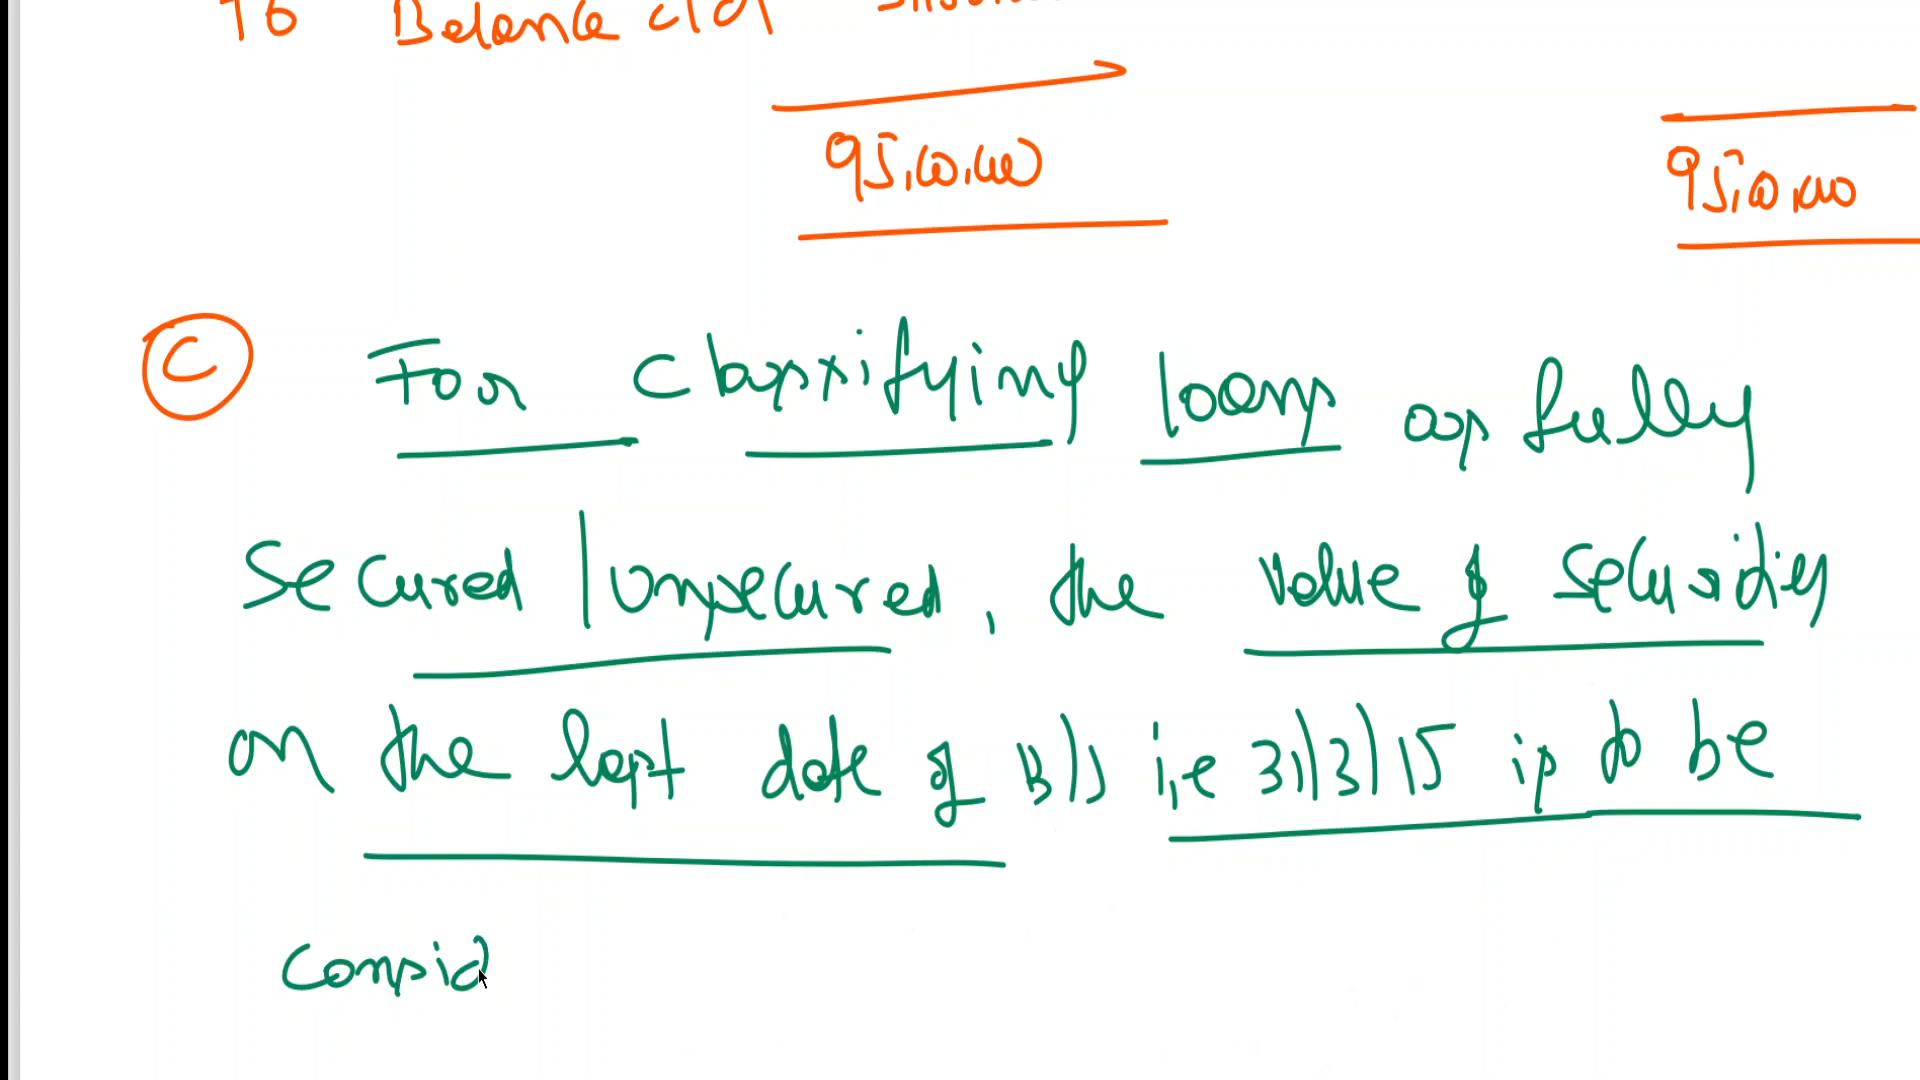 To Balance c/d
95,00,000 95,00,000
C For classifying loans as fully
secured / unsecured, the value of securities
on the last date of B/S i,e 31/3/15 is to be
consid